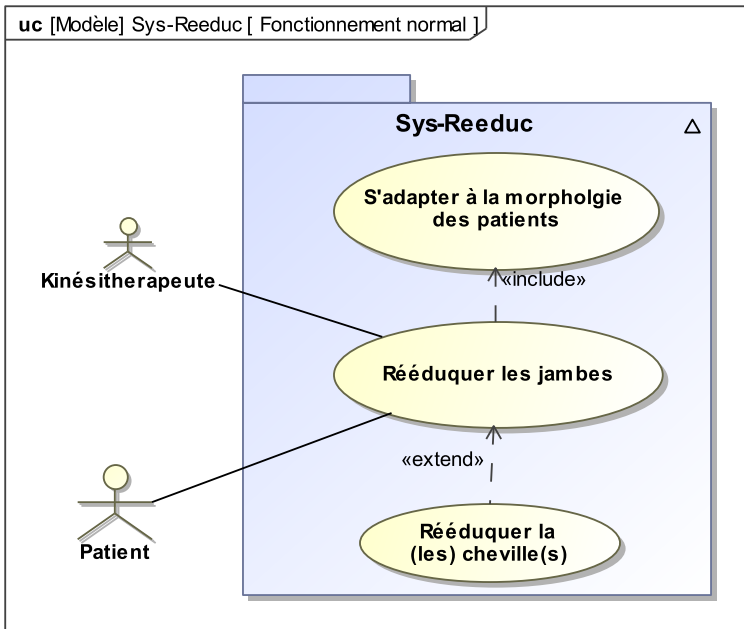 uc [Modèle] Sys-Reeduc [ Fonctionnement normal ]
Sys-Reeduc
S'adapter à la morpholgie
des patients
Kinésitherapeute
«include»
Rééduquer les jambes
«extend»
Rééduquer la
(les) cheville(s)
Patient